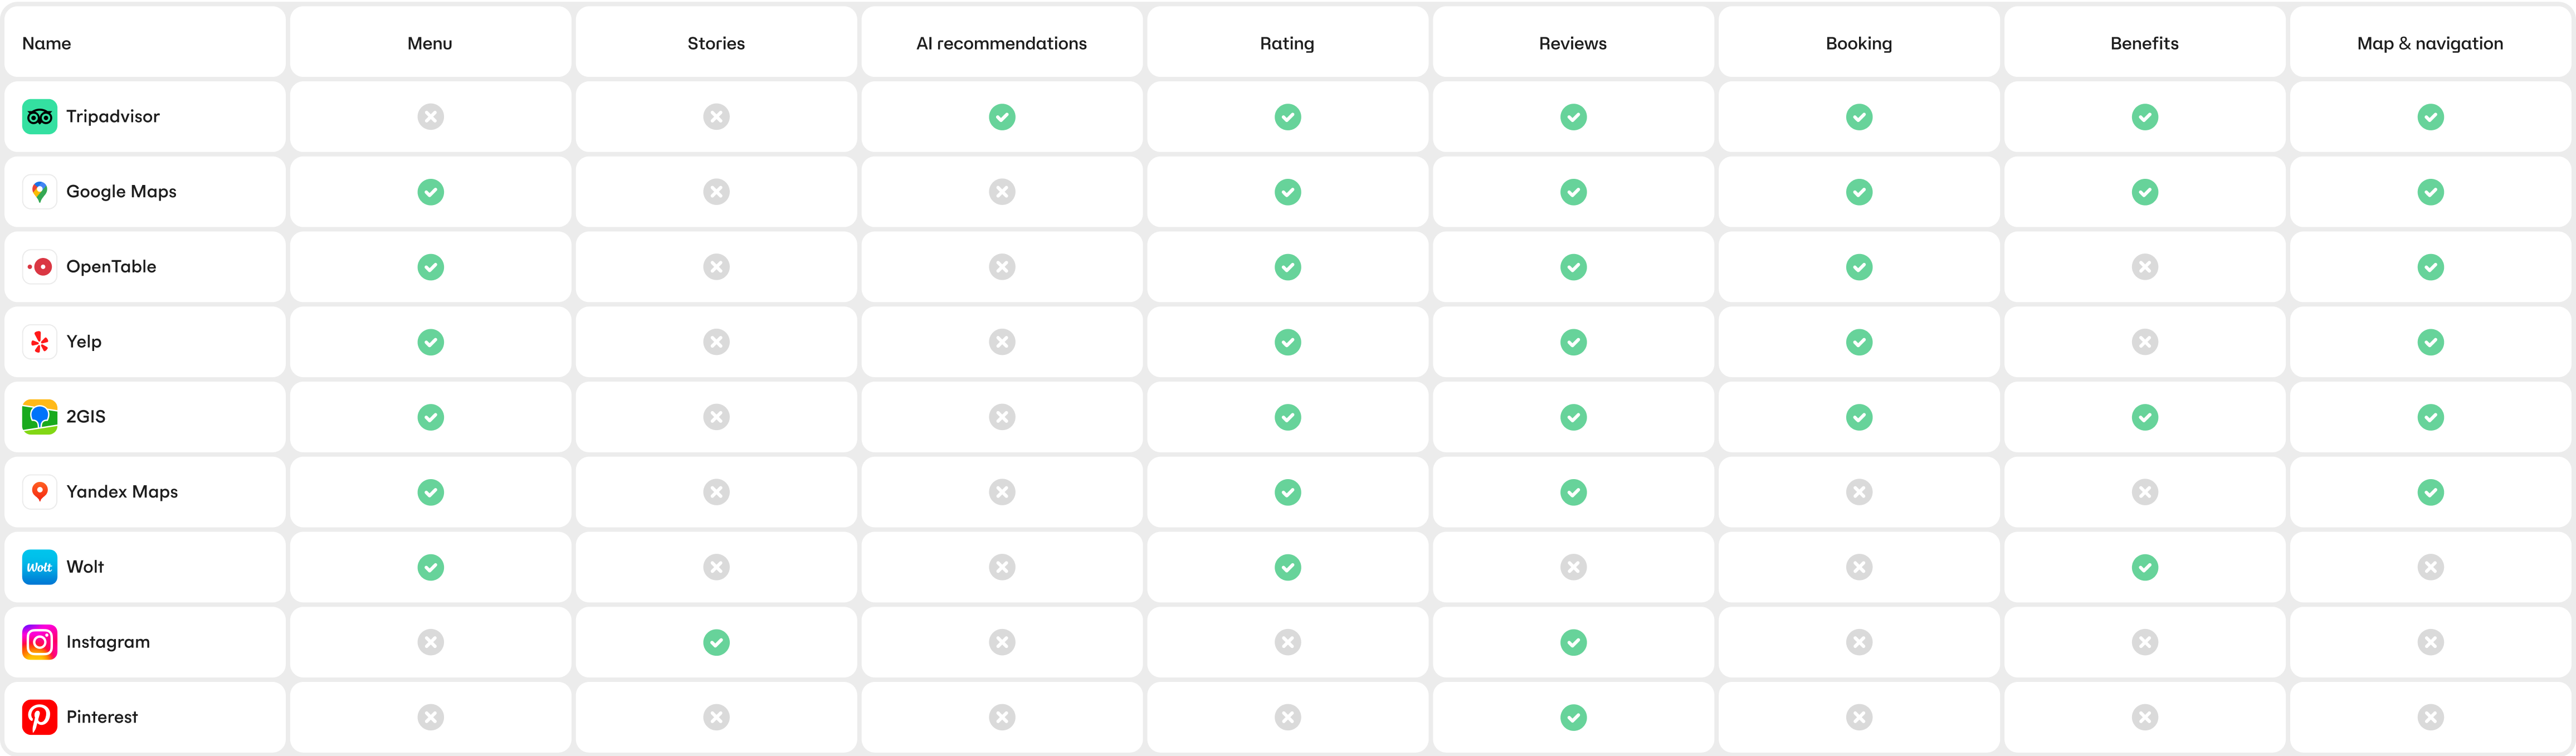 Name Menu Stories AI recommendations Rating Reviews Booking Benefits Map & navigation
Tripadvisor
Google Maps
OpenTable
Yelp
2GIS
Yandex Maps
Wolt Wolt
Instagram
Pinterest